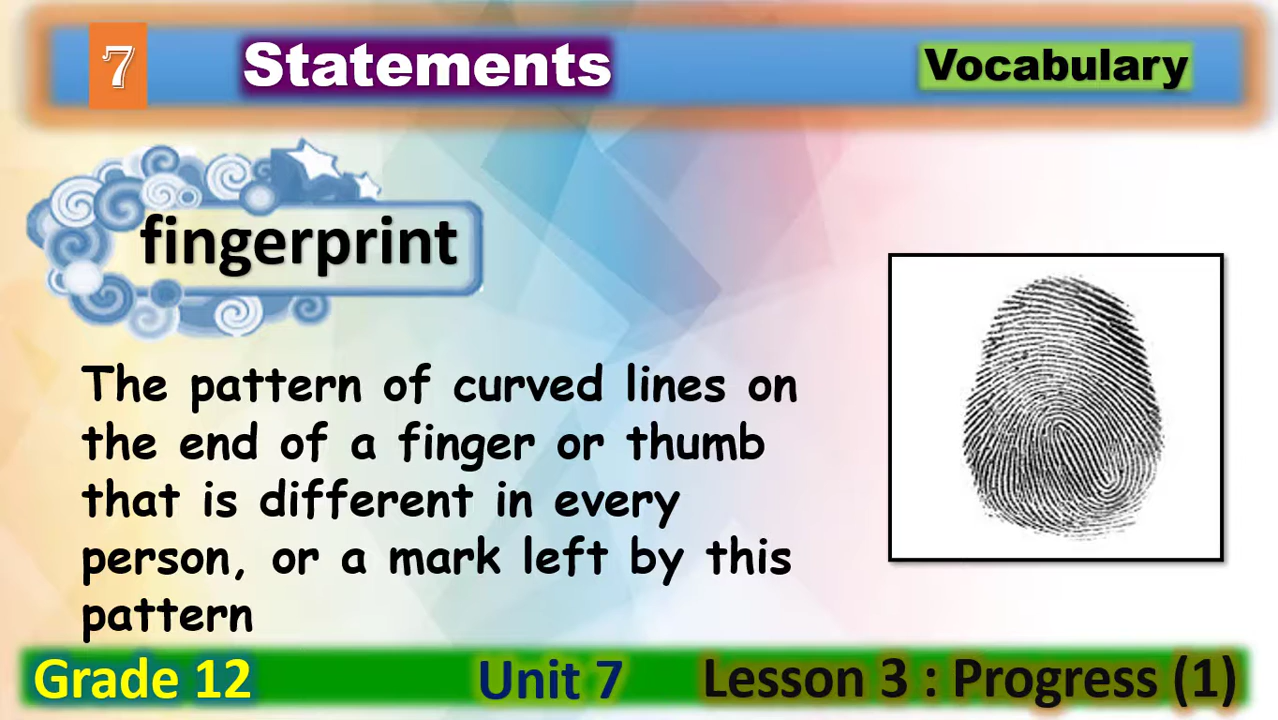 7 Statements Vocabulary
fingerprint
The pattern of curved lines on
the end of a finger or thumb
that is different in every
person, or a mark left by this
pattern
Grade 12 Unit 7 Lesson 3 : Progress (1)